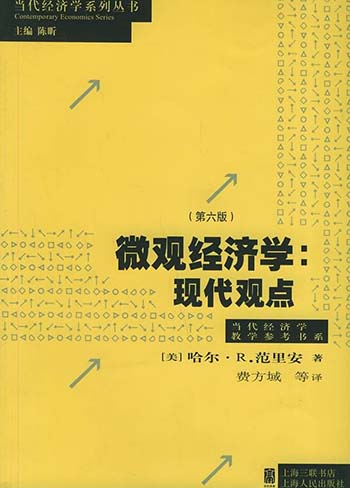 当代经济学系列丛书
Contemporary Economics Series
主编 陈昕
（第六版）
微观经济学：
现代观点
当代经济学
教学参考书系
［美］哈尔·R.范里安 著
费方域 等译
上海三联书店
上海人民出版社